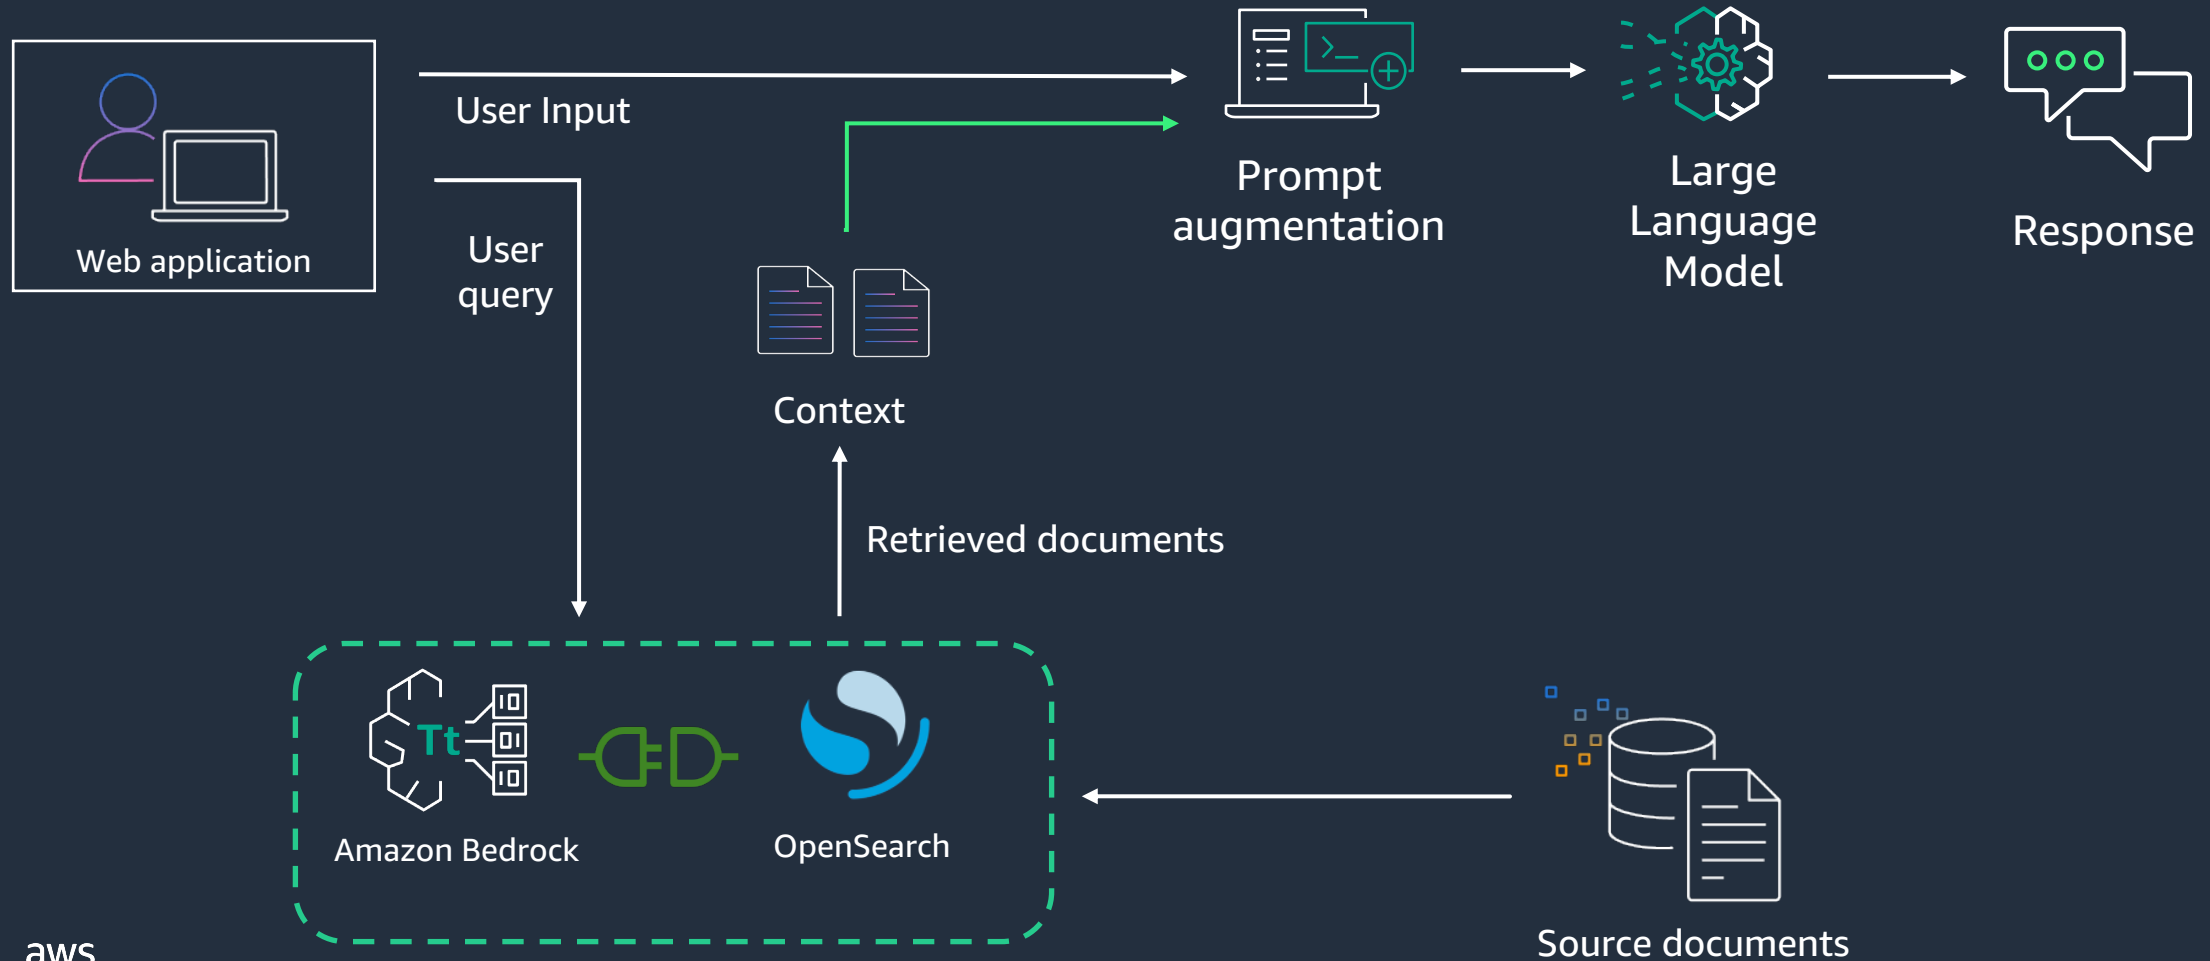 User Input
Web application
User
query
Prompt
augmentation
Large
Language
Model
Response
Context
Retrieved documents
Tt
Amazon Bedrock
OpenSearch
Source documents
aws